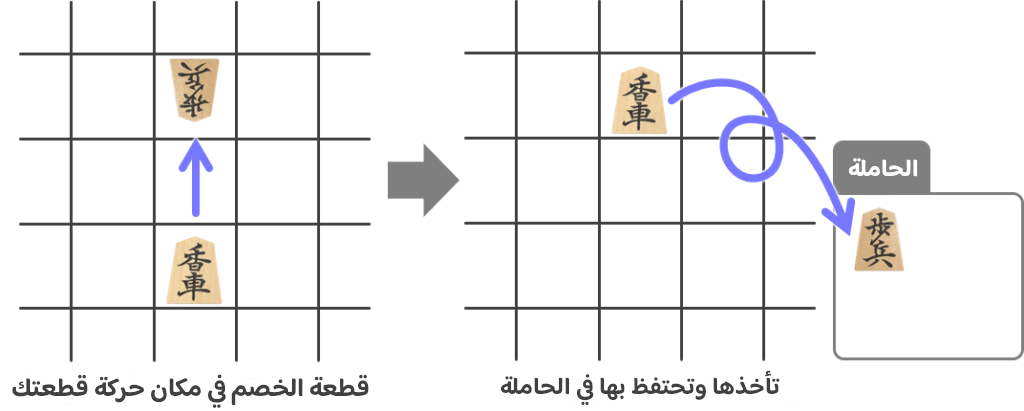 歩兵
香車
قطعة الخصم في مكان حركة قطعتك
香車
الحاملة
歩兵
تأخذها وتحتفظ بها في الحاملة